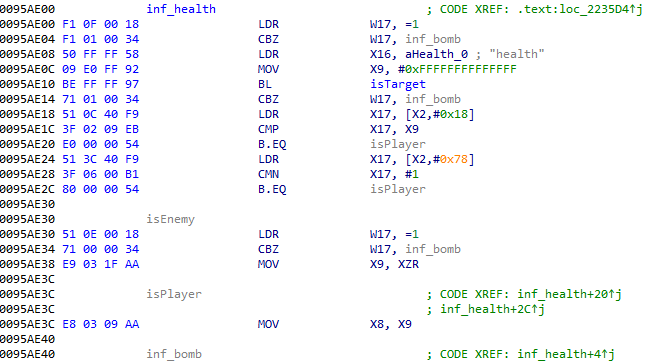 0095AE00 inf_health ; CODE XREF: .text:loc_2235D4↑j
0095AE00 F1 0F 00 18 LDR W17, =1
0095AE04 F1 01 00 34 CBZ W17, inf_bomb
0095AE08 50 FF FF 58 LDR X16, aHealth_0 ; "health"
0095AE0C 09 E0 FF 92 MOV X9, #0xFFFFFFFFFFFFFF
0095AE10 BE FF FF 97 BL isTarget
0095AE14 71 01 00 34 CBZ W17, inf_bomb
0095AE18 51 0C 40 F9 LDR X17, [X2,#0x18]
0095AE1C 3F 02 09 EB CMP X17, X9
0095AE20 E0 00 00 54 B.EQ isPlayer
0095AE24 51 3C 40 F9 LDR X17, [X2,#0x78]
0095AE28 3F 06 00 B1 CMN X17, #1
0095AE2C 80 00 00 54 B.EQ isPlayer
0095AE30
0095AE30 isEnemy
0095AE30 51 0E 00 18 LDR W17, =1
0095AE34 71 00 00 34 CBZ W17, inf_bomb
0095AE38 E9 03 1F AA MOV X9, XZR
0095AE3C
0095AE3C isPlayer ; CODE XREF: inf_health+20↑j
0095AE3C ; inf_health+2C↑j
0095AE3C E8 03 09 AA MOV X8, X9
0095AE40
0095AE40 inf_bomb ; CODE XREF: inf_health+4↑j